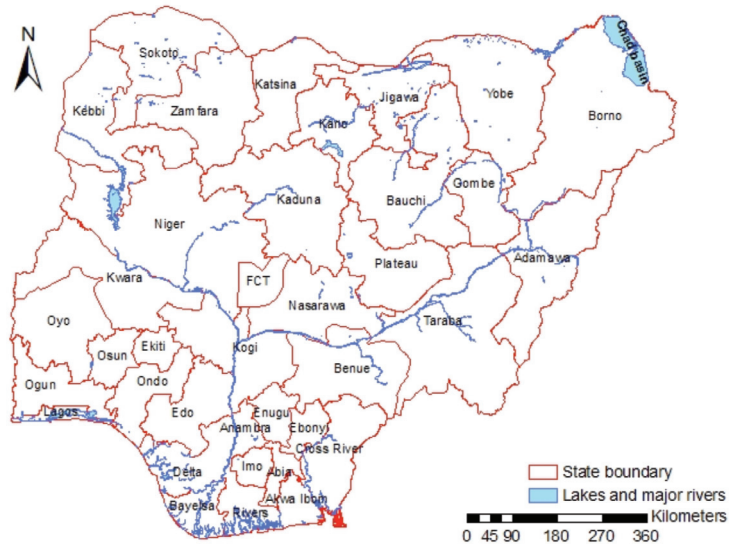 N
Sokoto
Kebbi
Zamfara
Katsina
Kano
Jigawa
Yobe
Borno
Chad basin
Gombe
Bauchi
Kaduna
Niger
Plateau
Adamawa
FCT
Nasarawa
Taraba
Kwara
Oyo
Osun
Ekiti
Kogi
Benue
Ogun
Ondo
Lagos
Edo
Anambra
Enugu
Ebonyi
Cross River
Delta
Imo
Abia
Bayelsa
Rivers
Akwa Ibom
State boundary
Lakes and major rivers
Kilometers
0 45 90 180 270 360